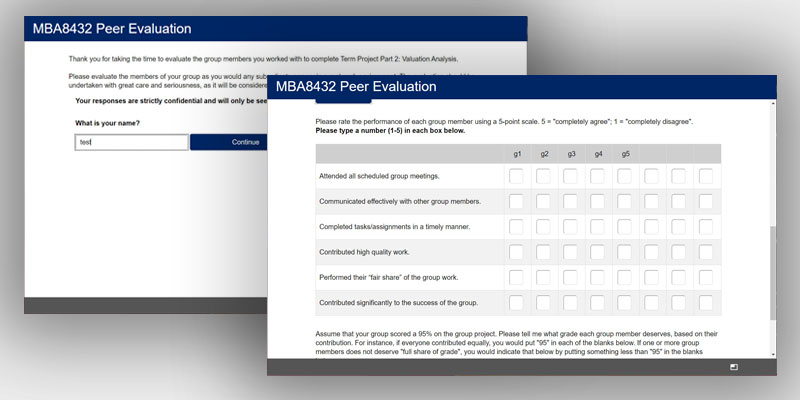 MBA8432 Peer Evaluation
Thank you for taking the time to evaluate the group members you worked with to complete Term Project Part 2: Valuation Analysis.
Please evaluate the members of your group as you would any
undertaken with great care and seriousness, as it will be
Your responses are strictly confidential and will only be
What is your name?
test
Continue
MBA8432 Peer Evaluation
Please rate the performance of each group member using a 5-point scale. 5 = "completely agree"; 1 = "completely disagree".
Please type a number (1-5) in each box below.
g1 g2 g3 g4 g5
Attended all scheduled group meetings.
Communicated effectively with other group members.
Completed tasks/assignments in a timely manner.
Contributed high quality work.
Performed their "fair share" of the group work.
Contributed significantly to the success of the group.
Assume that your group scored a 95% on the group project. Please tell me what grade each group member deserves, based on their
contribution. For instance, if everyone contributed equally, you would put "95" in each of the blanks below. If one or more group
members does not deserve "full share of grade", you would indicate that below by putting something less than "95" in the blanks